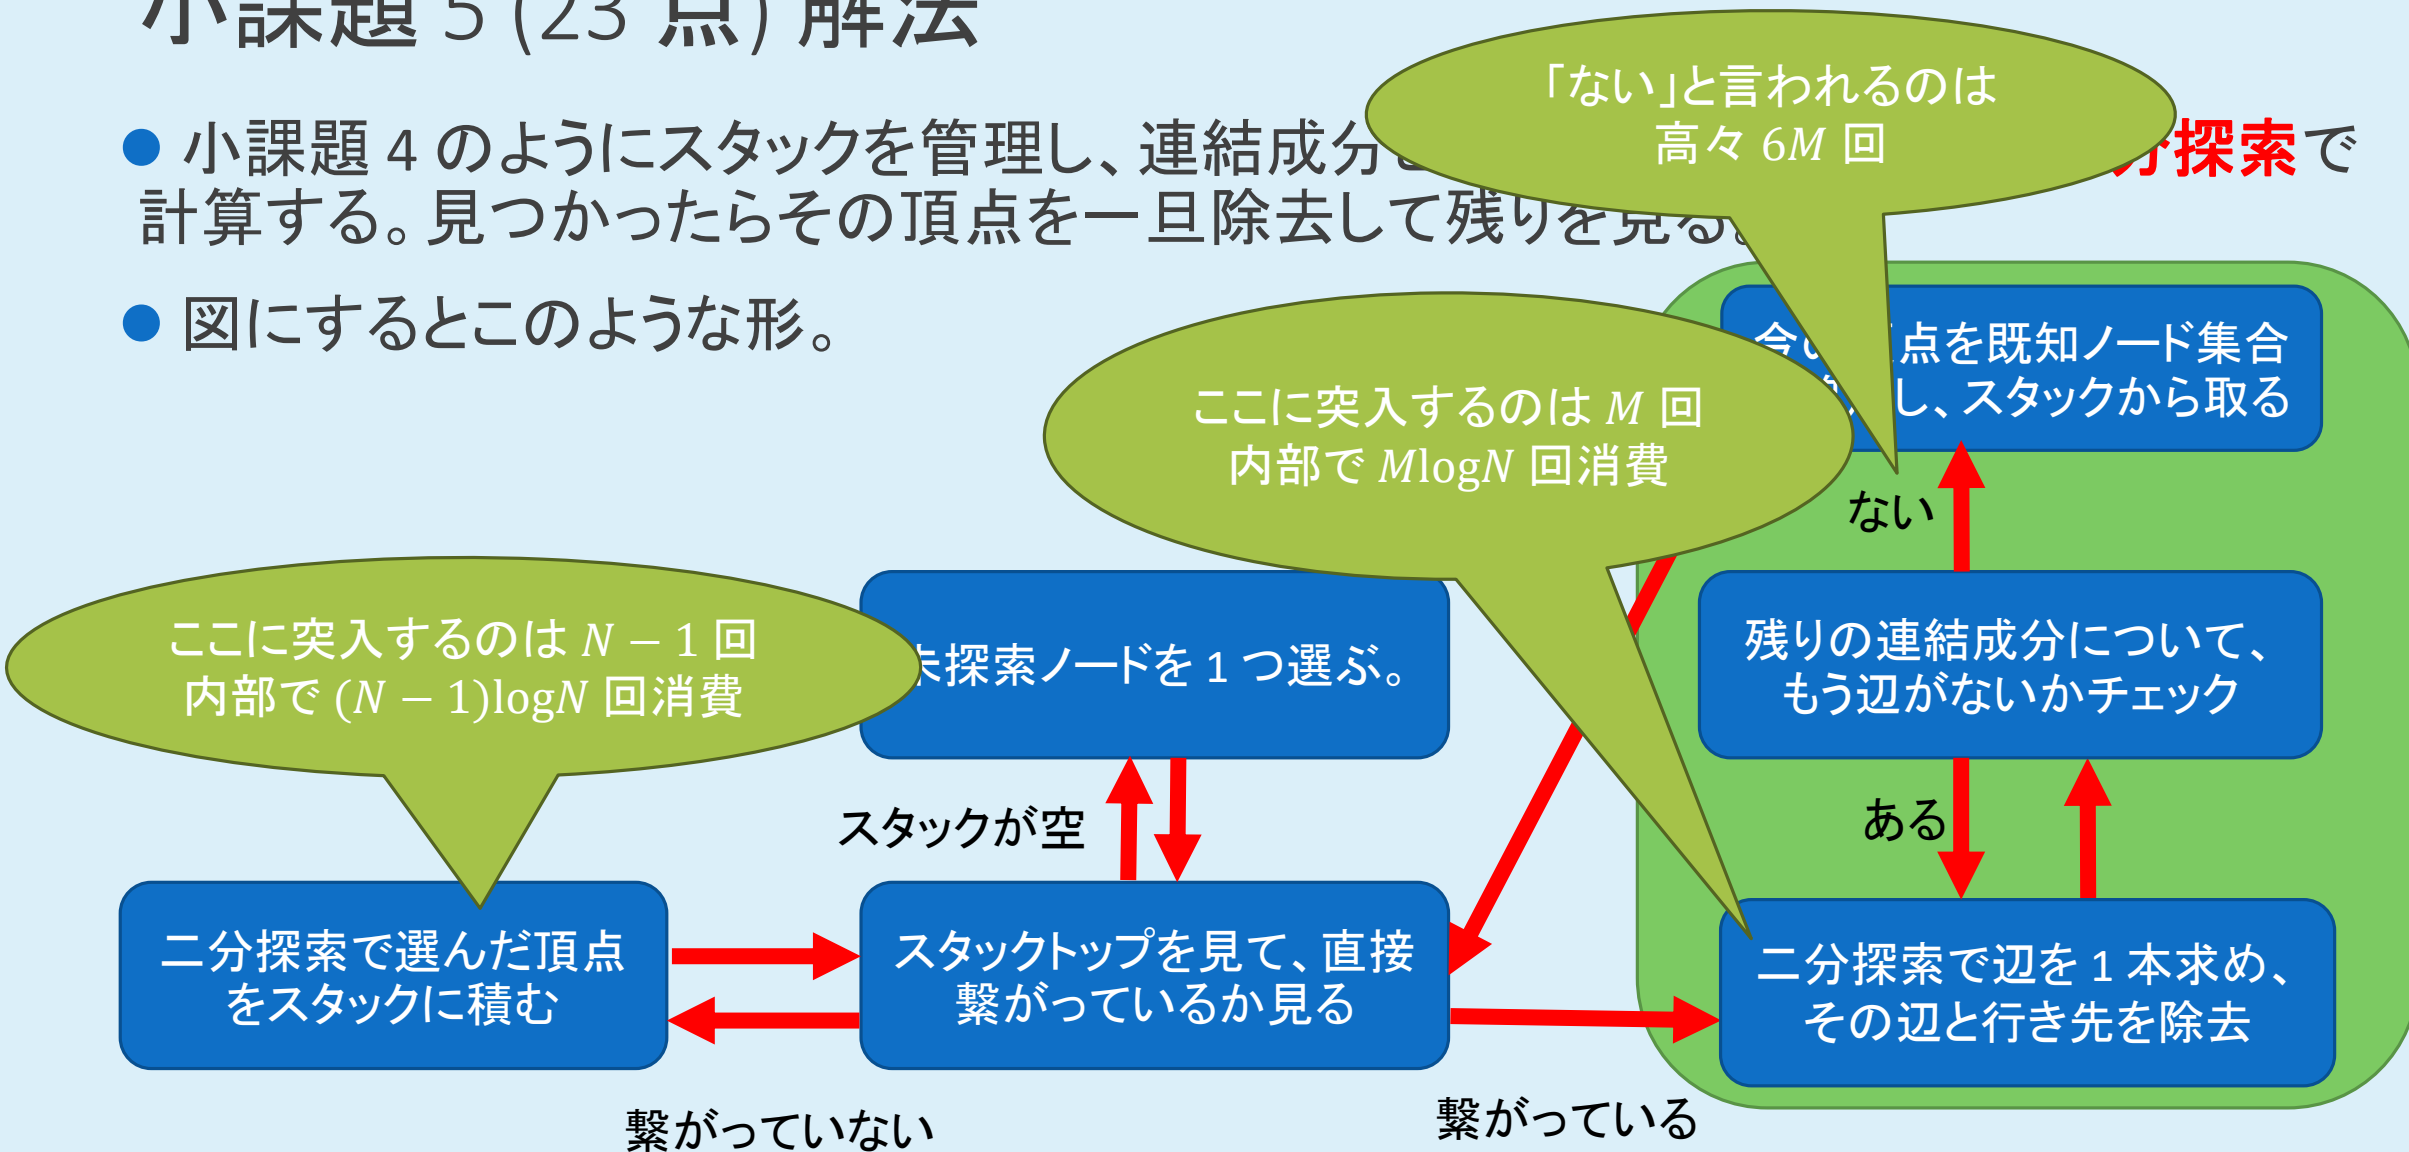 小課題 5 (23 点) 解法
小課題 4 のようにスタックを管理し、連結成分と
分探索で
計算する。見つかったらその頂点を一旦除去して残りを見る。
図にするとこのような形。
「ない」と言われるのは
高々 6M 回
点を既知ノード集合
し、スタックから取る
ここに突入するのは M 回
内部で MlogN 回消費
ない
ここに突入するのは N − 1 回
内部で (N − 1)logN 回消費
未探索ノードを 1 つ選ぶ。
残りの連結成分について、
もう辺がないかチェック
スタックが空
ある
二分探索で選んだ頂点
をスタックに積む
スタックトップを見て、直接
繋がっているか見る
二分探索で辺を 1 本求め、
その辺と行き先を除去
繋がっていない
繋がっている